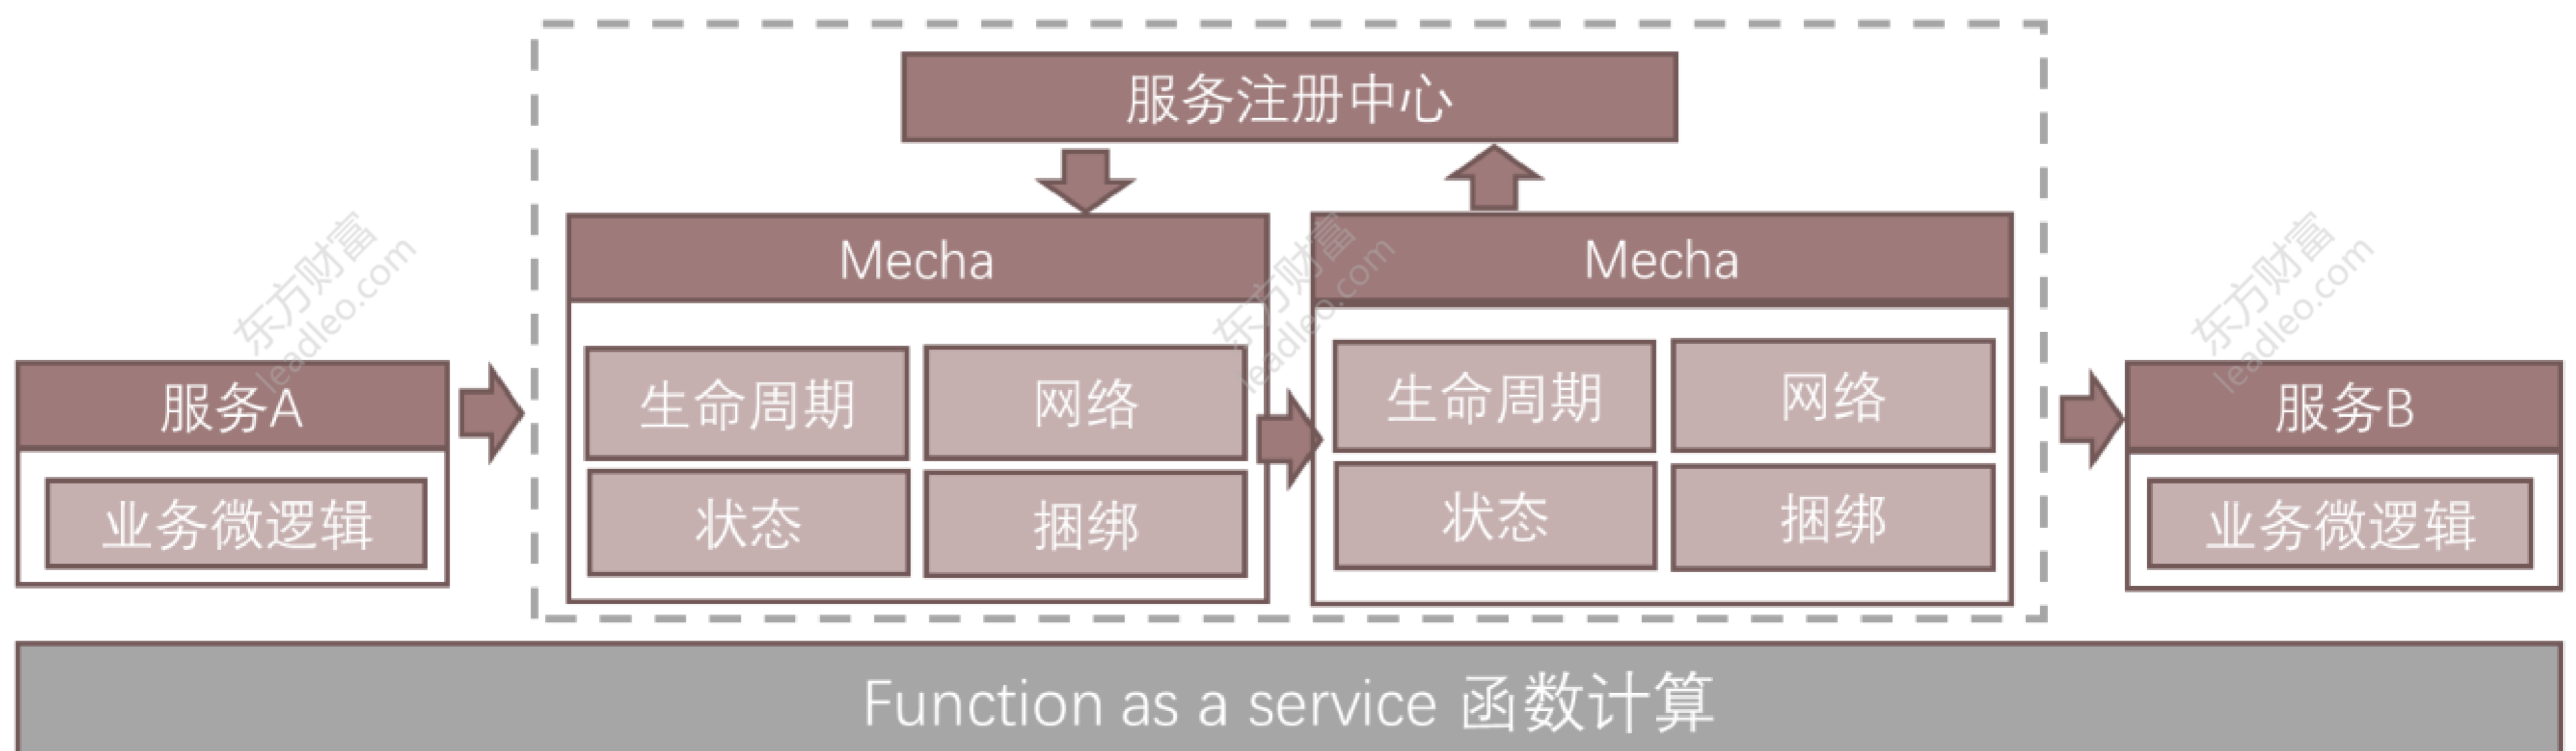 服务注册中心
Mecha
Mecha
生命周期
网络
状态
捆绑
生命周期
网络
状态
捆绑
服务A
业务微逻辑
服务B
业务微逻辑
Function as a service 函数计算
东方财富
leadleo.com
东方财富
leadleo.com
东方财富
leadleo.com